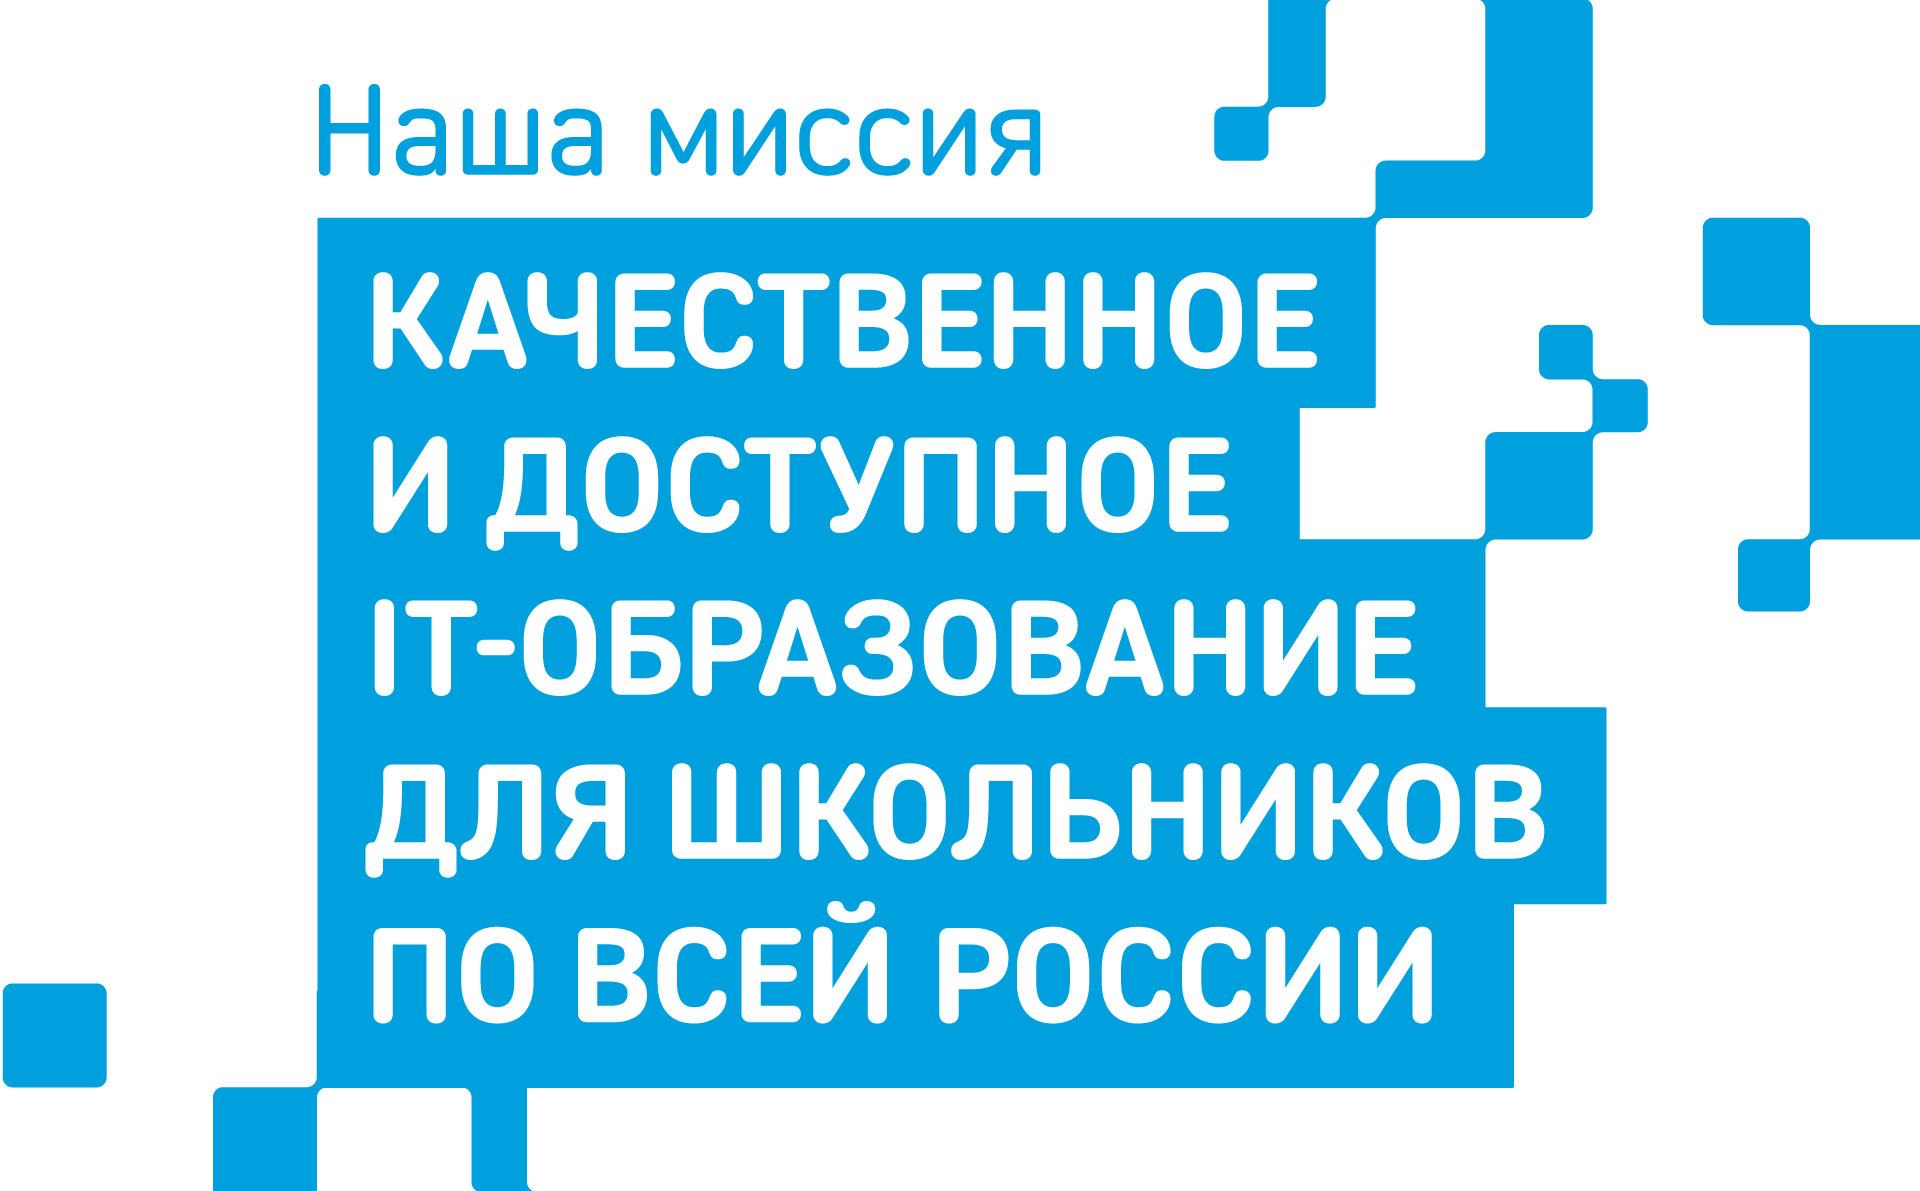 Наша миссия
КАЧЕСТВЕННОЕ
И ДОСТУПНОЕ
IT-ОБРАЗОВАНИЕ
ДЛЯ ШКОЛЬНИКОВ
ПО ВСЕЙ РОССИИ